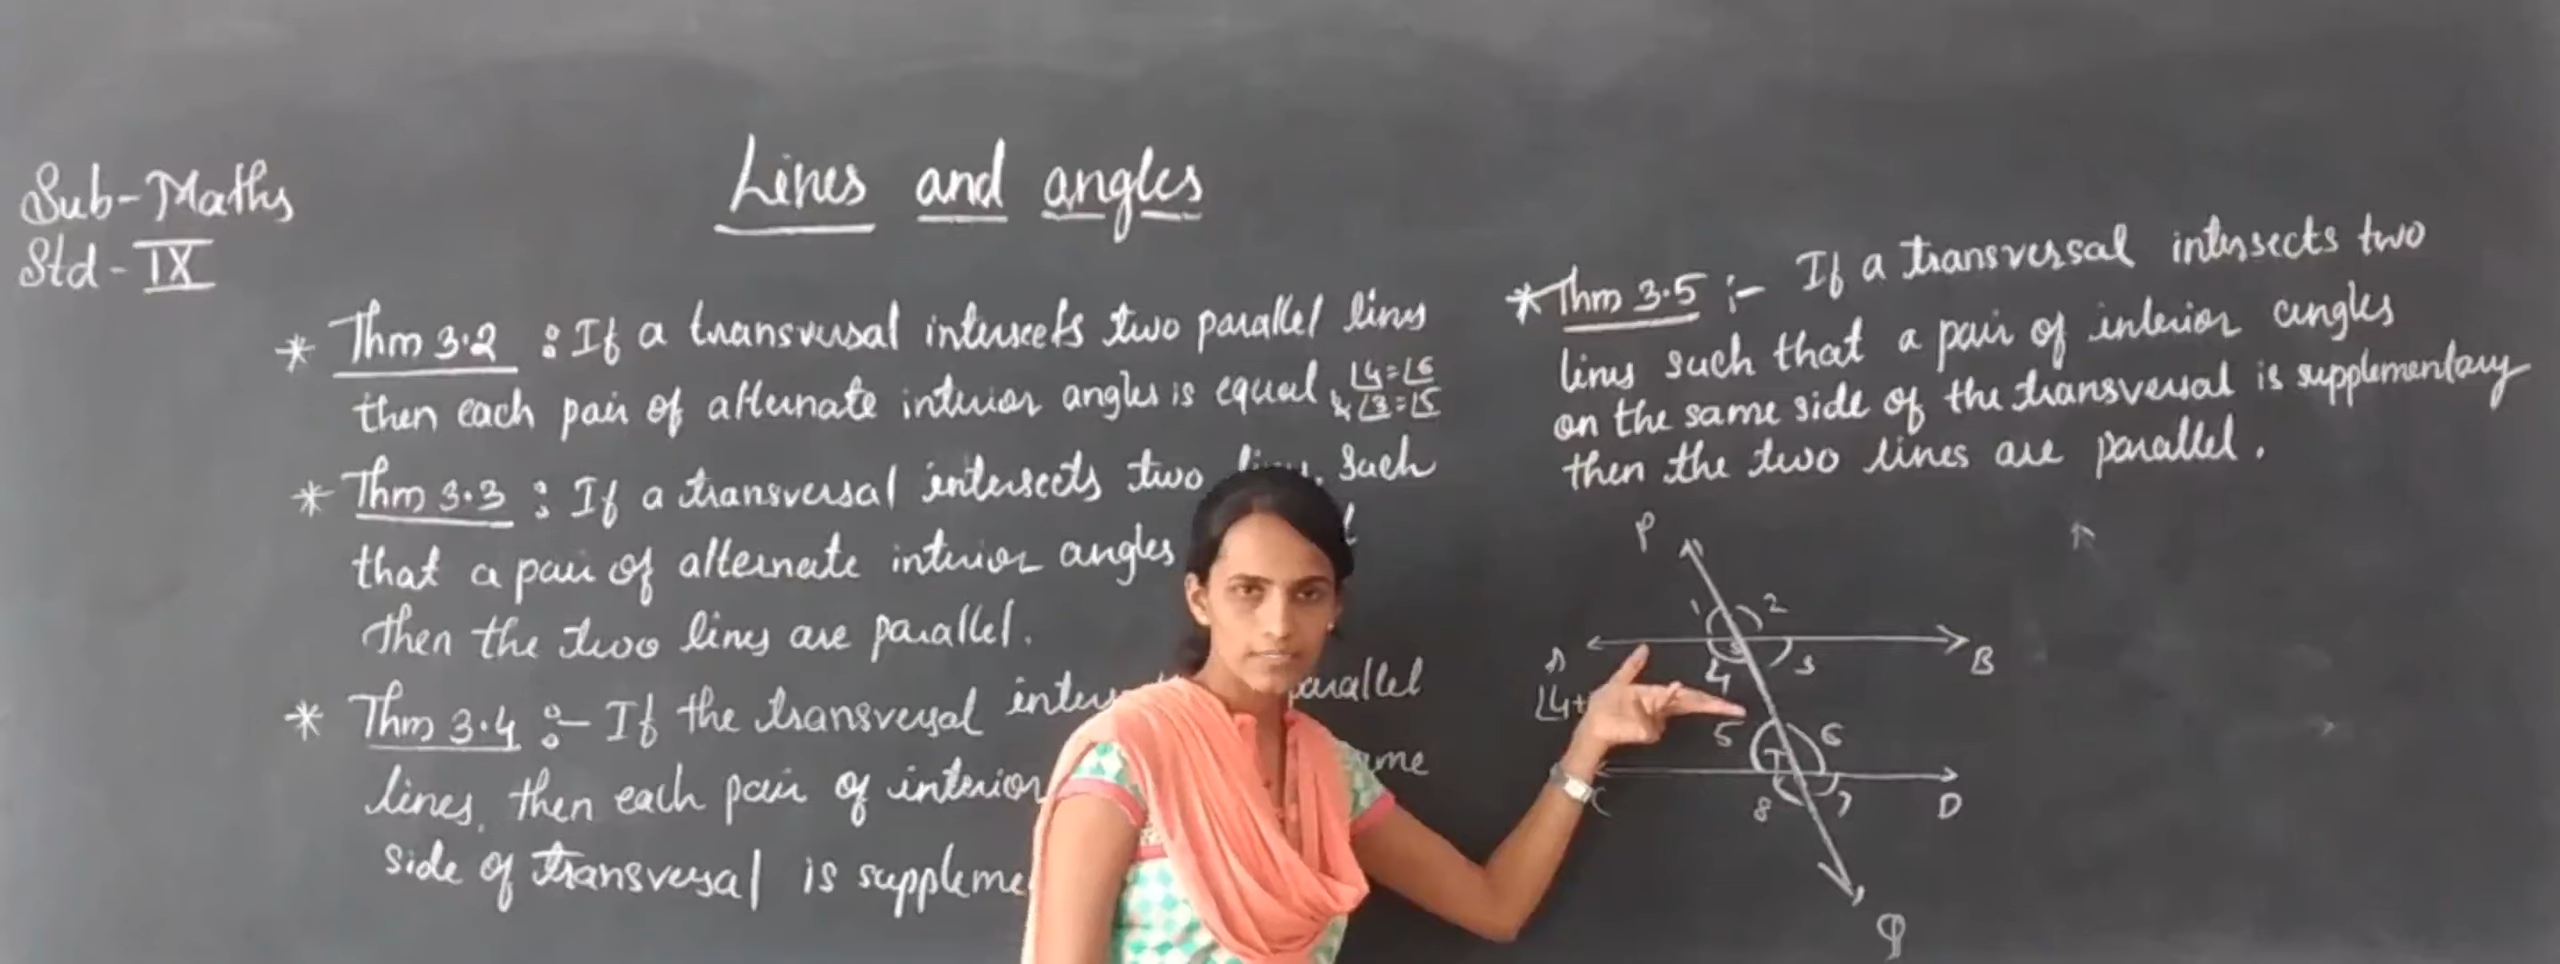 Sub-Maths
Std-IX
Lines and angles
* Thm 3.2 : If a transversal intersects two parallel lines
then each pair of alternate interior angles is equal ∠4=∠6
& ∠3=∠5
* Thm 3.3 : If a transversal intersects two lines such
that a pair of alternate interior angles
then the two lines are parallel.
* Thm 3.4 :- If the transversal parallel
lines, then each pair of interior
side of transversal is
* Thm 3.5 :- If a transversal intersects two
lines such that a pair of interior angles
on the same side of the transversal is supplementary
then the two lines are parallel.
P
1 2
A B
4 3
∠4+
5 6
T
C D
8 7
Q